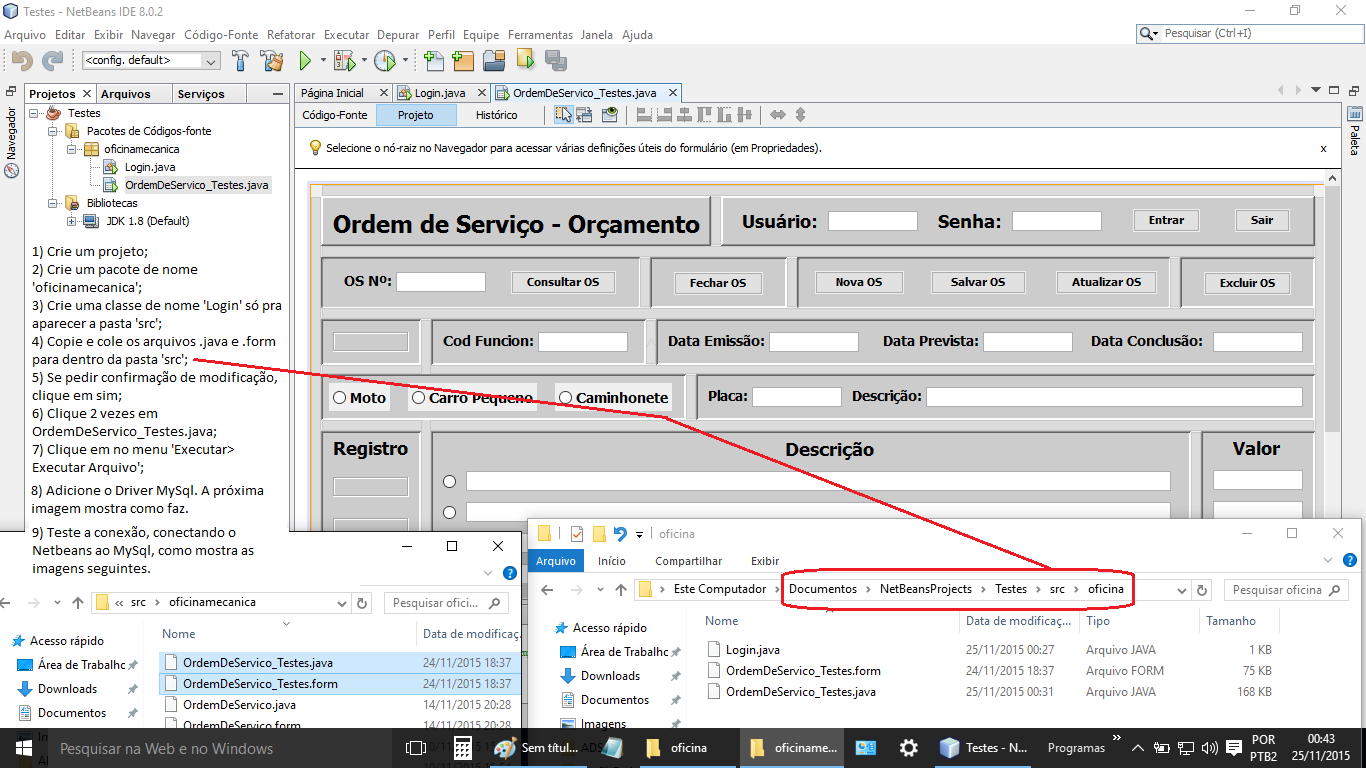 Testes - NetBeans IDE 8.0.2
Arquivo Editar Exibir Navegar Código-Fonte Refatorar Executar Depurar Perfil Equipe Ferramentas Janela Ajuda
Pesquisar (Ctrl+I)
<config. default>
Projetos Arquivos Serviços
Página Inicial Login.java OrdemDeServico_Testes.java
Código-Fonte Projeto Histórico
Navegador
Paleta
Selecione o nó-raiz no Navegador para acessar várias definições úteis do formulário (em Propriedades).
x
Testes
Pacotes de Códigos-fonte
oficinamecanica
Login.java
OrdemDeServico_Testes.java
Bibliotecas
JDK 1.8 (Default)
1) Crie um projeto;
2) Crie um pacote de nome
'oficinamecanica';
3) Crie uma classe de nome 'Login' só pra
aparecer a pasta 'src';
4) Copie e cole os arquivos .java e .form
para dentro da pasta 'src';
5) Se pedir confirmação de modificação,
clique em sim;
6) Clique 2 vezes em
OrdemDeServico_Testes.java;
7) Clique em no menu 'Executar>
Executar Arquivo';
8) Adicione o Driver MySql. A próxima
imagem mostra como faz.
9) Teste a conexão, conectando o
Netbeans ao MySql, como mostra as
imagens seguintes.
Ordem de Serviço - Orçamento
Usuário: Senha: Entrar Sair
OS Nº: Consultar OS Fechar OS Nova OS Salvar OS Atualizar OS Excluir OS
Cod Funcion: Data Emissão: Data Prevista: Data Conclusão:
Moto Carro Pequeno Caminhonete Placa: Descrição:
Registro Descrição Valor
« src > oficinamecanica
Pesquisar ofici...
Nome Data de modificaç...
Acesso rápido
Área de Trabalhc
Downloads
Documentos
OrdemDeServico_Testes.java 24/11/2015 18:37
OrdemDeServico_Testes.form 24/11/2015 18:37
OrdemDeServico.java 14/11/2015 20:28
OrdemDeServico.form 14/11/2015 20:28
oficina
Arquivo Início Compartilhar Exibir
Este Computador > Documentos > NetBeansProjects > Testes > src > oficina
Pesquisar oficina
Nome Data de modificaç... Tipo Tamanho
Acesso rápido
Área de Trabalhc
Downloads
Documentos
Imagens
Login.java 25/11/2015 00:27 Arquivo JAVA 1 KB
OrdemDeServico_Testes.form 24/11/2015 18:37 Arquivo FORM 75 KB
OrdemDeServico_Testes.java 25/11/2015 00:31 Arquivo JAVA 168 KB
Pesquisar na Web e no Windows
Sem títul...
oficina
oficiname...
Testes - N...
Programas
POR
PTB2
00:43
25/11/2015